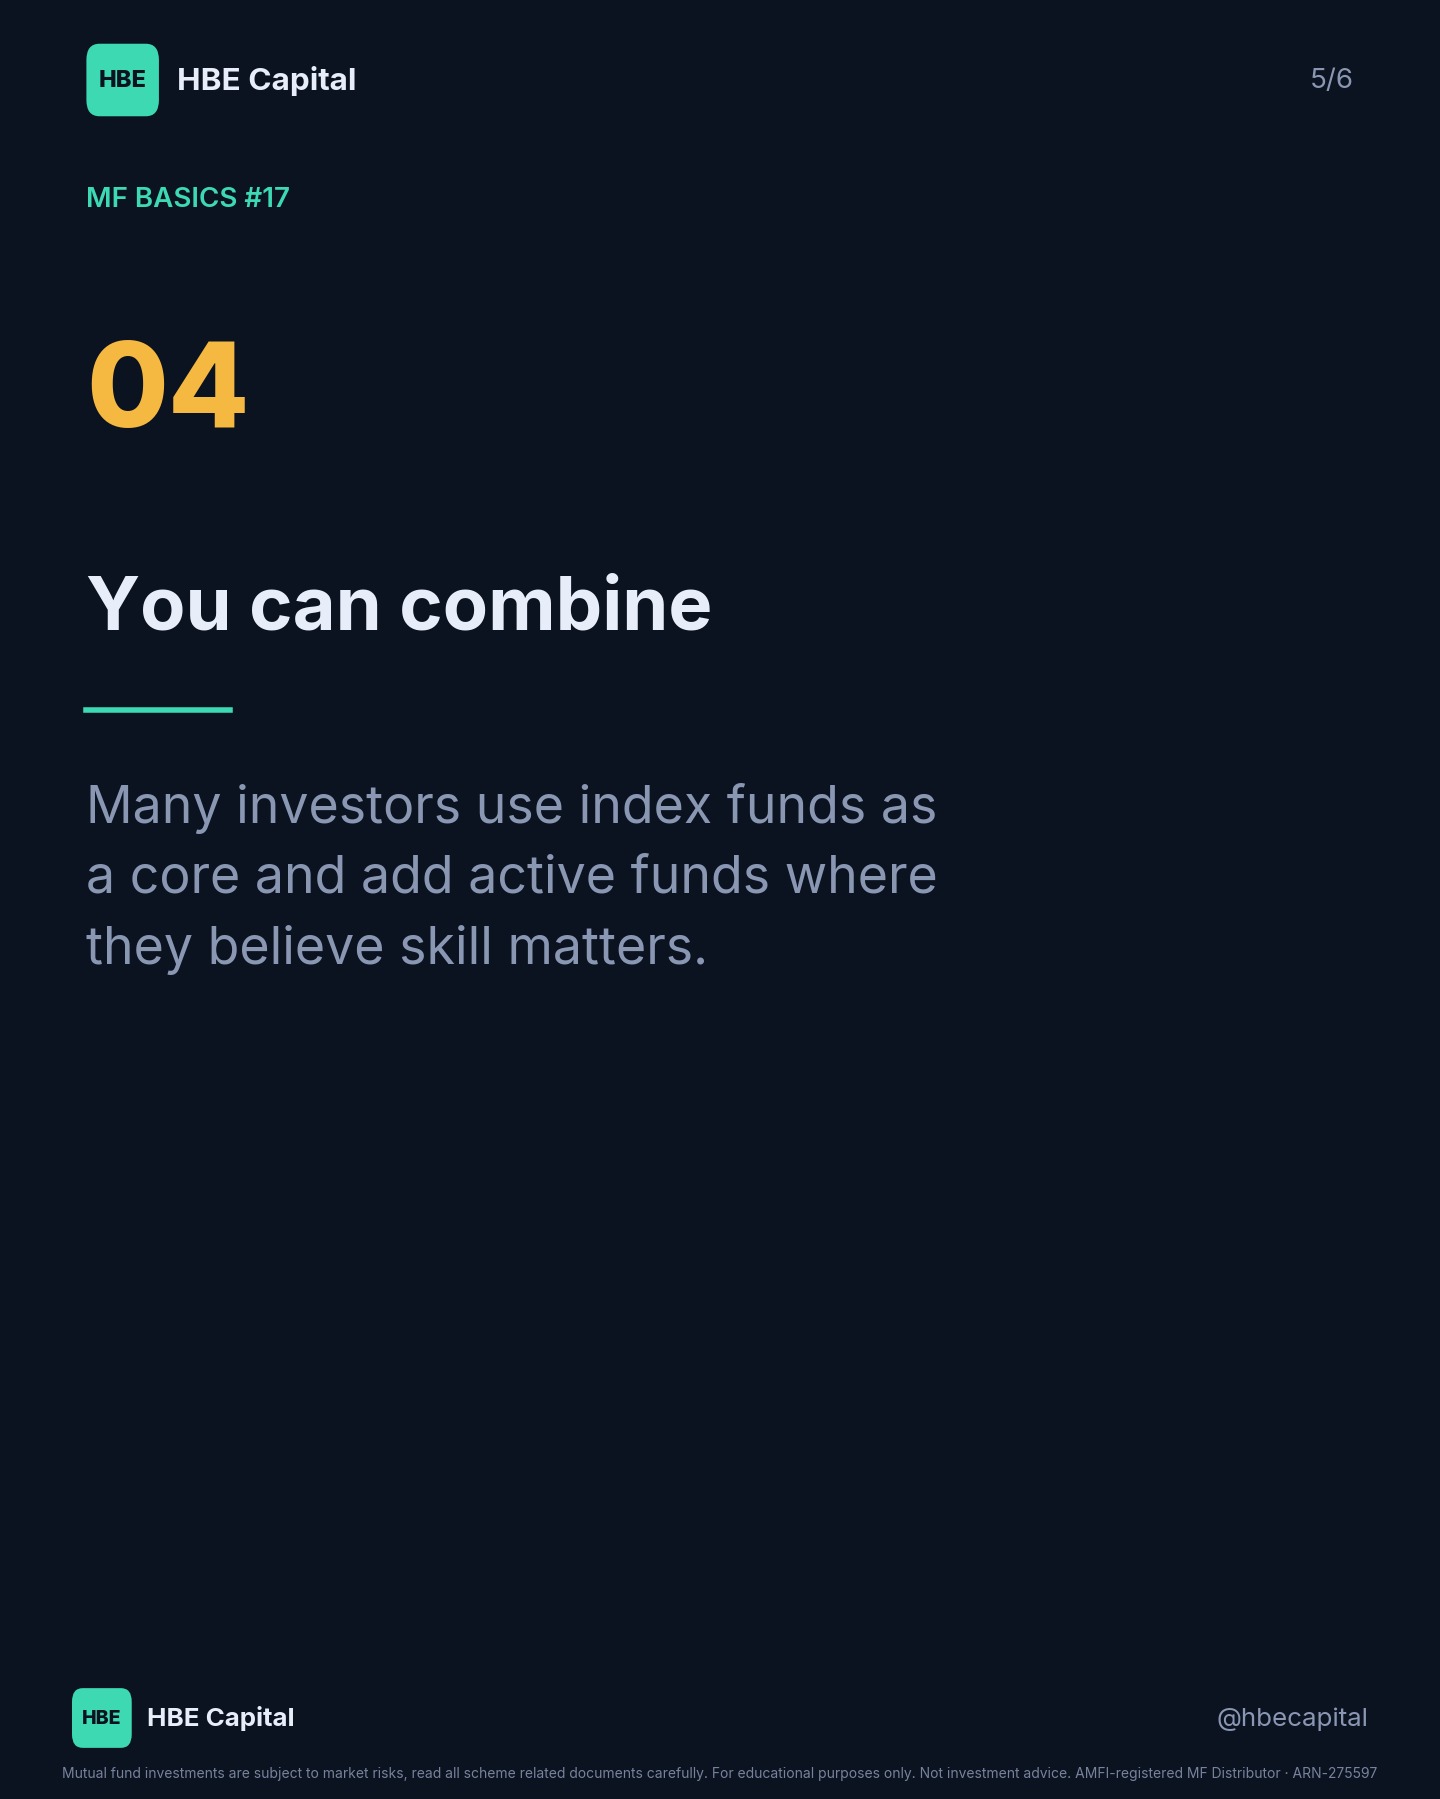 HBE
HBE Capital
5/6
MF BASICS #17
04
You can combine
Many investors use index funds as
a core and add active funds where
they believe skill matters.
HBE
HBE Capital
@hbecapital
Mutual fund investments are subject to market risks, read all scheme related documents carefully. For educational purposes only. Not investment advice. AMFI-registered MF Distributor · ARN-275597